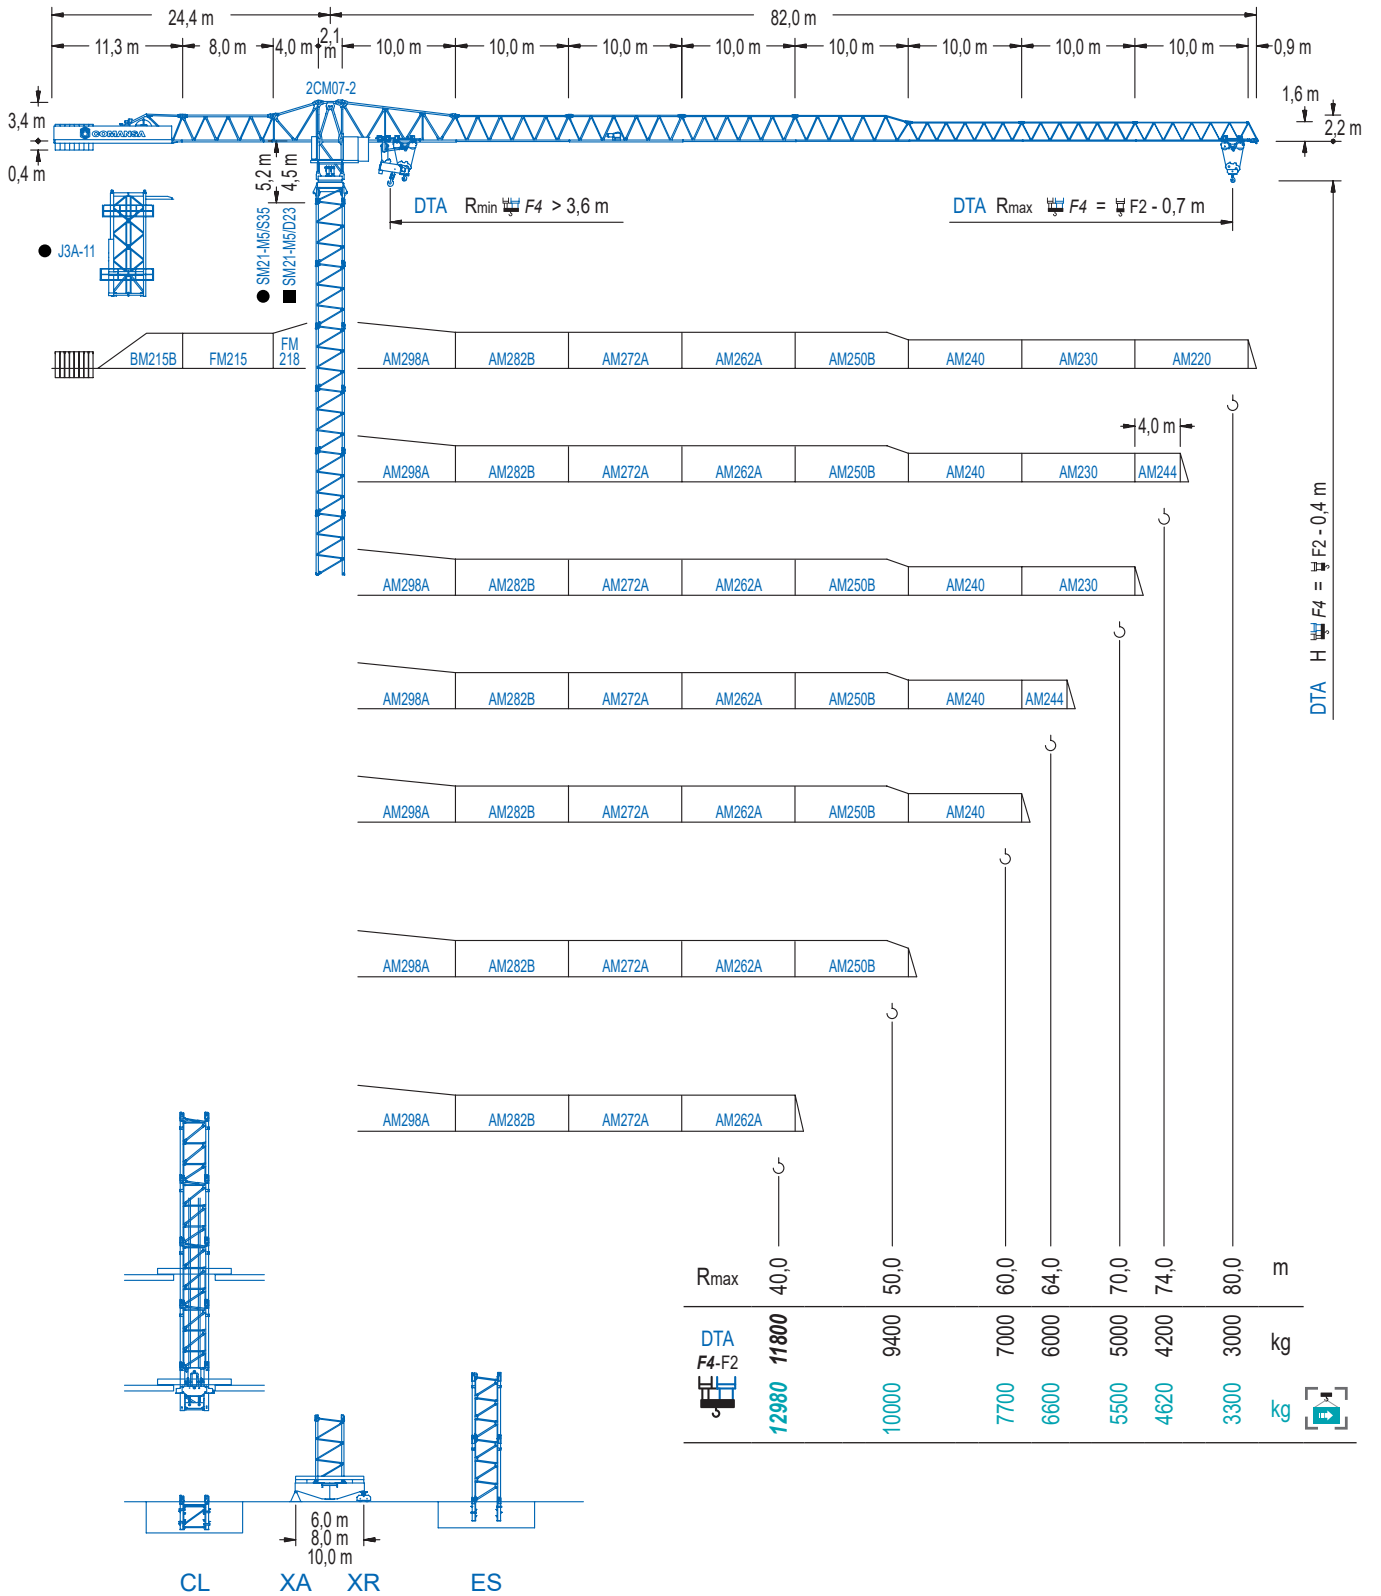 24,4 m 82,0 m
11,3 m 8,0 m 4,0 m 2,1 m 10,0 m 10,0 m 10,0 m 10,0 m 10,0 m 10,0 m 10,0 m 10,0 m 0,9 m
2CM07-2
3,4 m
0,4 m
COMANSA
1,6 m
2,2 m
5,2 m
4,5 m
DTA Rmin F4 > 3,6 m
DTA Rmax F4 = F2 - 0,7 m
J3A-11
SM21-M5/S35
SM21-M5/D23
BM215B FM215 FM 218 AM298A AM282B AM272A AM262A AM250B AM240 AM230 AM220
4,0 m
AM298A AM282B AM272A AM262A AM250B AM240 AM230 AM244
DTA H F4 = F2 - 0,4 m
AM298A AM282B AM272A AM262A AM250B AM240 AM230
AM298A AM282B AM272A AM262A AM250B AM240 AM244
AM298A AM282B AM272A AM262A AM250B AM240
AM298A AM282B AM272A AM262A AM250B
AM298A AM282B AM272A AM262A
Rmax 40,0 50,0 60,0 64,0 70,0 74,0 80,0 m
DTA 11800 9400 7000 6000 5000 4200 3000 kg
F4-F2
12980 10000 7700 6600 5500 4620 3300 kg
6,0 m
8,0 m
10,0 m
CL XA XR ES